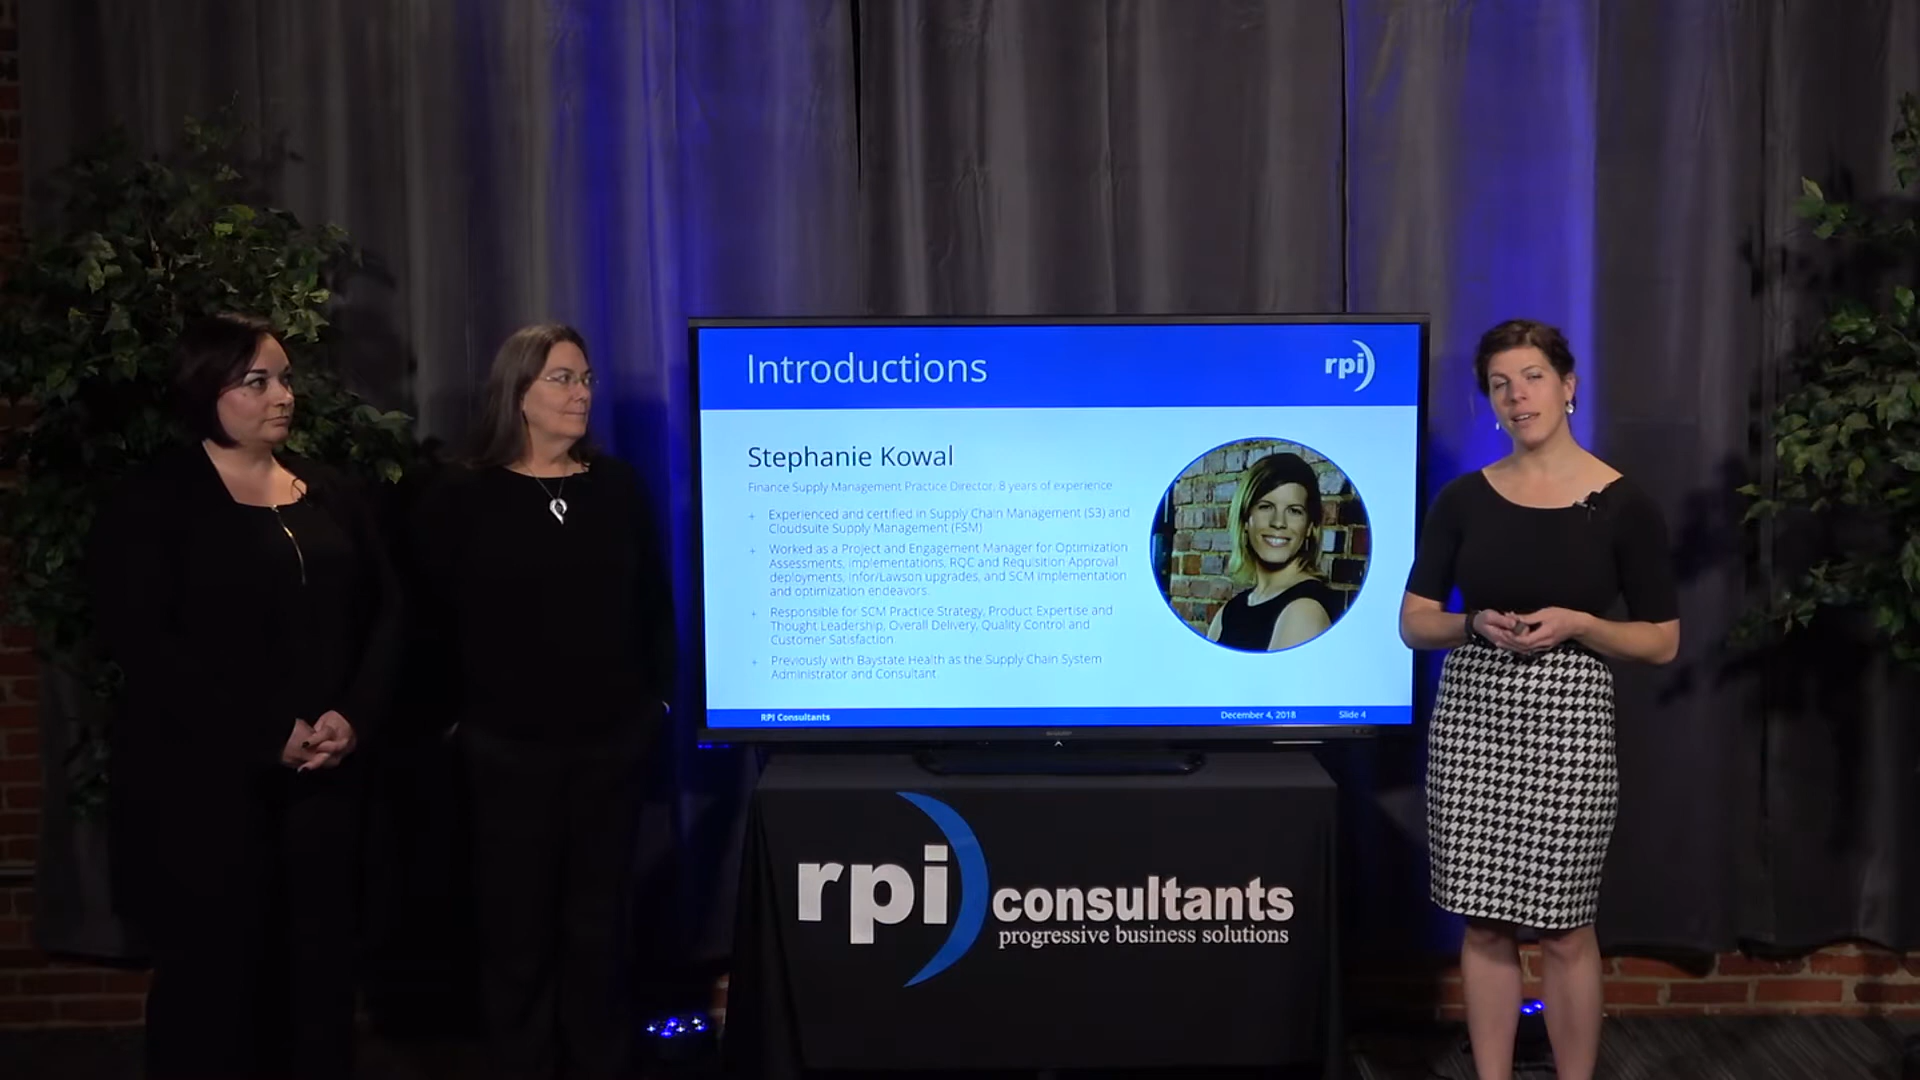 Introductions
rpi
Stephanie Kowal
Finance Supply Management Practice Director, 8 years of experience
+ Experienced and certified in Supply Chain Management (S3) and
Cloudsuite Supply Management (FSM)
+ Worked as a Project and Engagement Manager for Optimization
Assessments, Implementations, RQC and Requisition Approval
deployments, Infor/Lawson upgrades, and SCM implementation
and optimization endeavors.
+ Responsible for SCM Practice Strategy, Product Expertise and
Thought Leadership, Overall Delivery, Quality Control and
Customer Satisfaction
+ Previously with Baystate Health as the Supply Chain System
Administrator and Consultant
RPI Consultants December 4, 2018 Slide 4
SHARP
rpi consultants
progressive business solutions